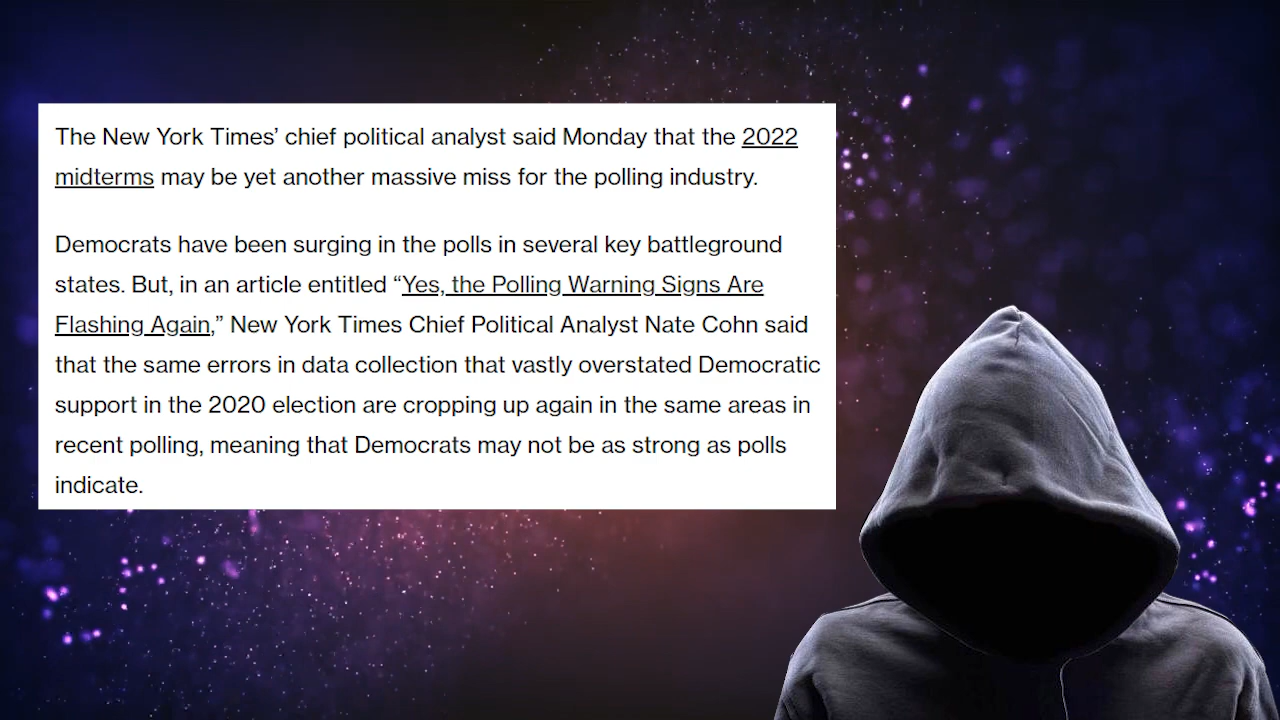 The New York Times’ chief political analyst said Monday that the 2022
midterms may be yet another massive miss for the polling industry.
Democrats have been surging in the polls in several key battleground
states. But, in an article entitled “Yes, the Polling Warning Signs Are
Flashing Again,” New York Times Chief Political Analyst Nate Cohn said
that the same errors in data collection that vastly overstated Democratic
support in the 2020 election are cropping up again in the same areas in
recent polling, meaning that Democrats may not be as strong as polls
indicate.